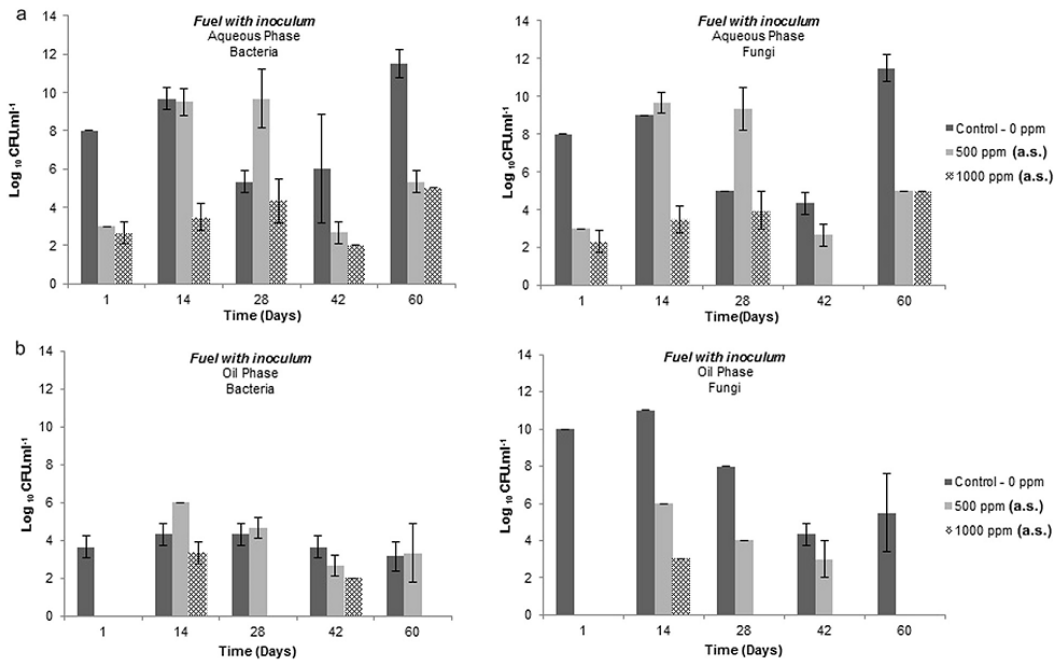 a
Fuel with inoculum
Aqueous Phase
Bacteria
Log 10 CFU.ml-1
14
12
10
8
6
4
2
0
1 14 28 42 60
Time (Days)
Fuel with inoculum
Aqueous Phase
Fungi
Log 10 CFU.ml-1
14
12
10
8
6
4
2
0
1 14 28 42 60
Time(Days)
Control - 0 ppm
500 ppm (a.s.)
1000 ppm (a.s.)
b
Fuel with inoculum
Oil Phase
Bacteria
Log 10 CFU.ml-1
14
12
10
8
6
4
2
0
1 14 28 42 60
Time (Days)
Fuel with inoculum
Oil Phase
Fungi
Log 10 CFU.ml-1
14
12
10
8
6
4
2
0
1 14 28 42 60
Time (Days)
Control - 0 ppm
500 ppm (a.s.)
1000 ppm (a.s.)